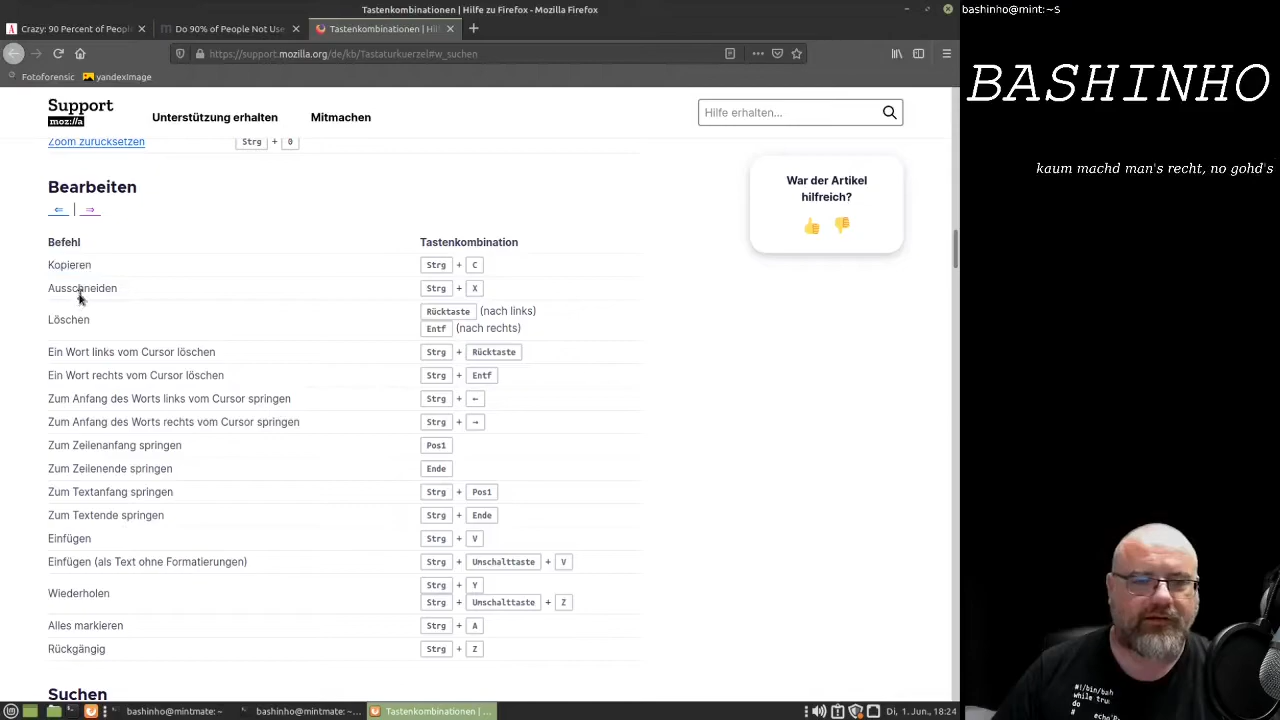 Tastenkombinationen | Hilfe zu Firefox - Mozilla Firefox
bashinho@mint:~$
Crazy: 90 Percent of Peopl
Do 90% of People Not Use
Tastenkombinationen | Hilf
https://support.mozilla.org/de/kb/Tastaturkuerzel#w_suchen
Fotoforensic
yandexImage
BASHINHO
kaum machd man's recht, no gohd's
Support
moz://a
Unterstützung erhalten
Mitmachen
Hilfe erhalten...
Zoom zurücksetzen Strg + 0
War der Artikel
hilfreich?
Bearbeiten
⇐ | ⇒
Befehl Tastenkombination
Kopieren Strg + C
Ausschneiden Strg + X
Löschen Rücktaste (nach links)
Entf (nach rechts)
Ein Wort links vom Cursor löschen Strg + Rücktaste
Ein Wort rechts vom Cursor löschen Strg + Entf
Zum Anfang des Worts links vom Cursor springen Strg + ←
Zum Anfang des Worts rechts vom Cursor springen Strg + →
Zum Zeilenanfang springen Pos1
Zum Zeilenende springen Ende
Zum Textanfang springen Strg + Pos1
Zum Textende springen Strg + Ende
Einfügen Strg + V
Einfügen (als Text ohne Formatierungen) Strg + Umschalttaste + V
Wiederholen Strg + Y
Strg + Umschalttaste + Z
Alles markieren Strg + A
Rückgängig Strg + Z
Suchen
#!/bin/bah
while tru
do
#
bashinho@mintmate: ~
bashinho@mintmate: ~...
Tastenkombinationen | ...
Di, 1. Jun, 18:24